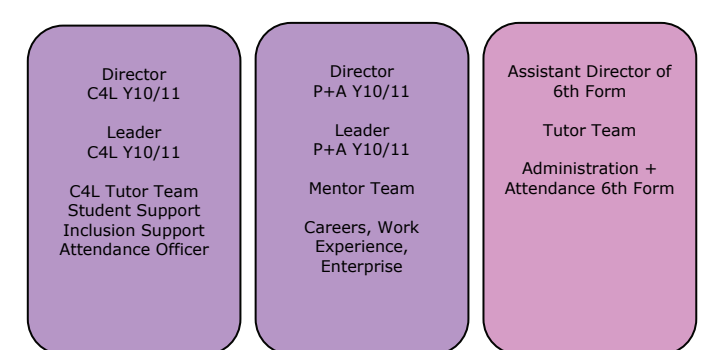 Director
C4L Y10/11
Leader
C4L Y10/11
C4L Tutor Team
Student Support
Inclusion Support
Attendance Officer
Director
P+A Y10/11
Leader
P+A Y10/11
Mentor Team
Careers, Work
Experience,
Enterprise
Assistant Director of
6th Form
Tutor Team
Administration +
Attendance 6th Form